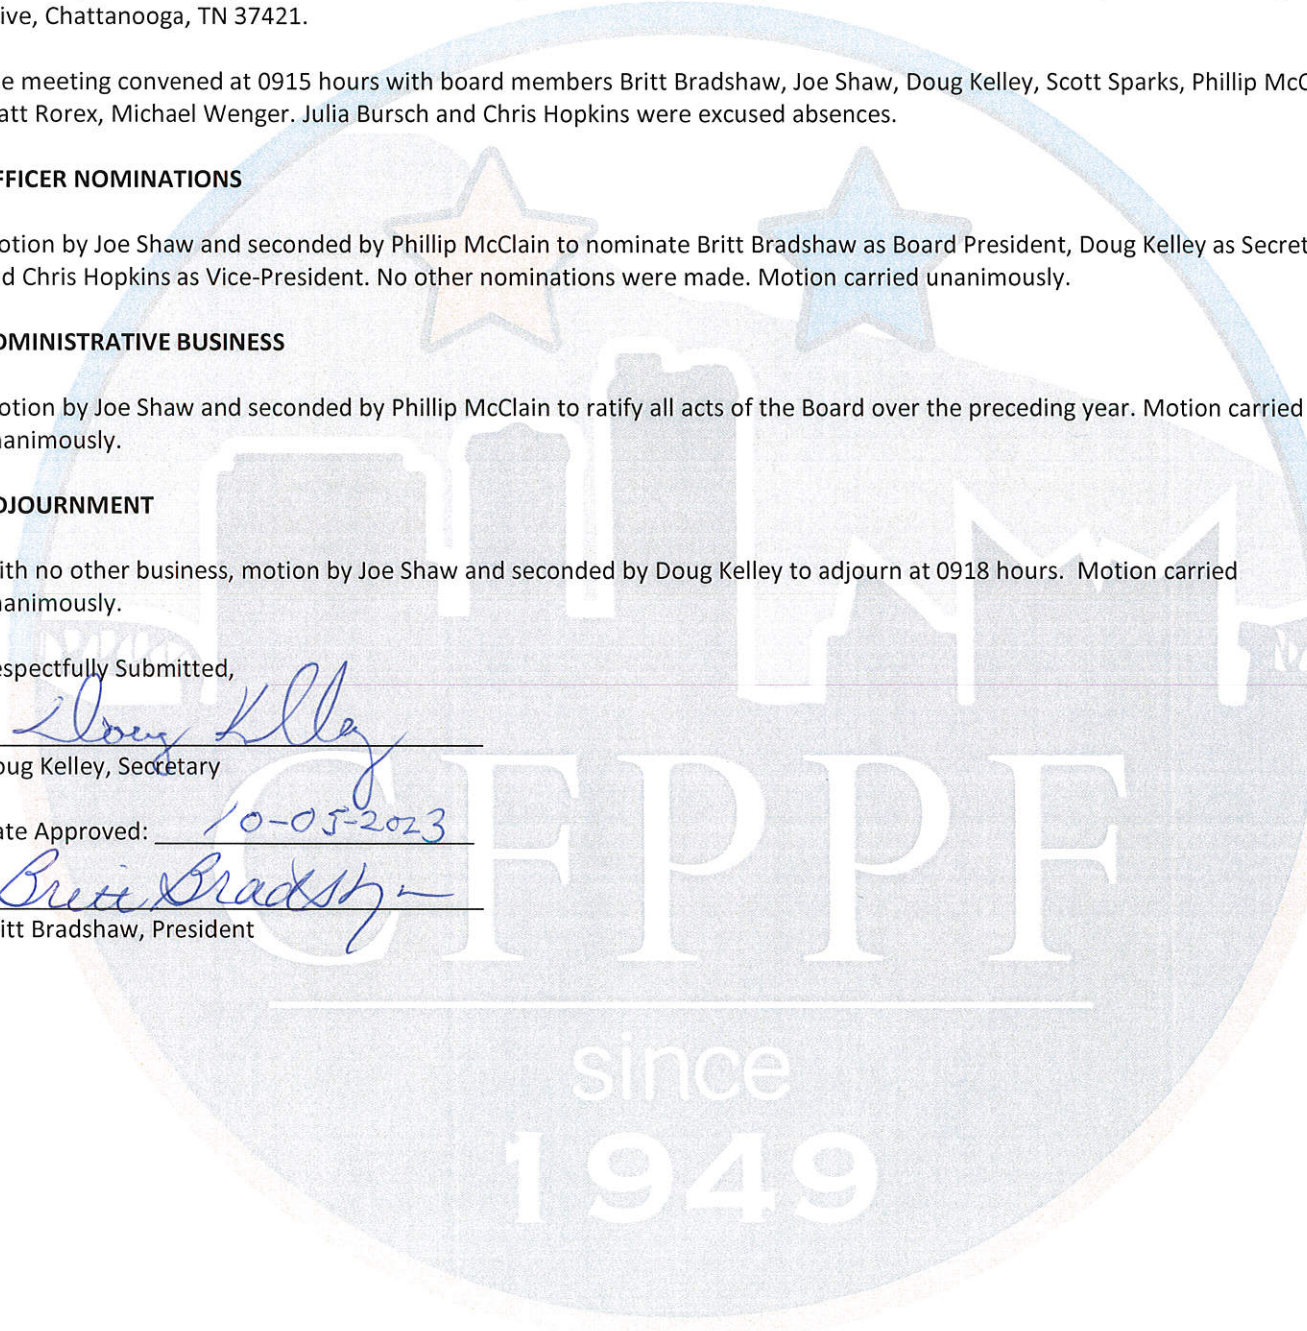 ive, Chattanooga, TN 37421.
e meeting convened at 0915 hours with board members Britt Bradshaw, Joe Shaw, Doug Kelley, Scott Sparks, Phillip McC
att Rorex, Michael Wenger. Julia Bursch and Chris Hopkins were excused absences.
FFICER NOMINATIONS
otion by Joe Shaw and seconded by Phillip McClain to nominate Britt Bradshaw as Board President, Doug Kelley as Secret
d Chris Hopkins as Vice-President. No other nominations were made. Motion carried unanimously.
DMINISTRATIVE BUSINESS
otion by Joe Shaw and seconded by Phillip McClain to ratify all acts of the Board over the preceding year. Motion carried
nanimously.
DJOURNMENT
ith no other business, motion by Joe Shaw and seconded by Doug Kelley to adjourn at 0918 hours.  Motion carried
nanimously.
espectfully Submitted,
Doug Kelley
oug Kelley, Secretary
ate Approved: 10-05-2023
Britt Bradshaw
itt Bradshaw, President
CFPPF
since
1949